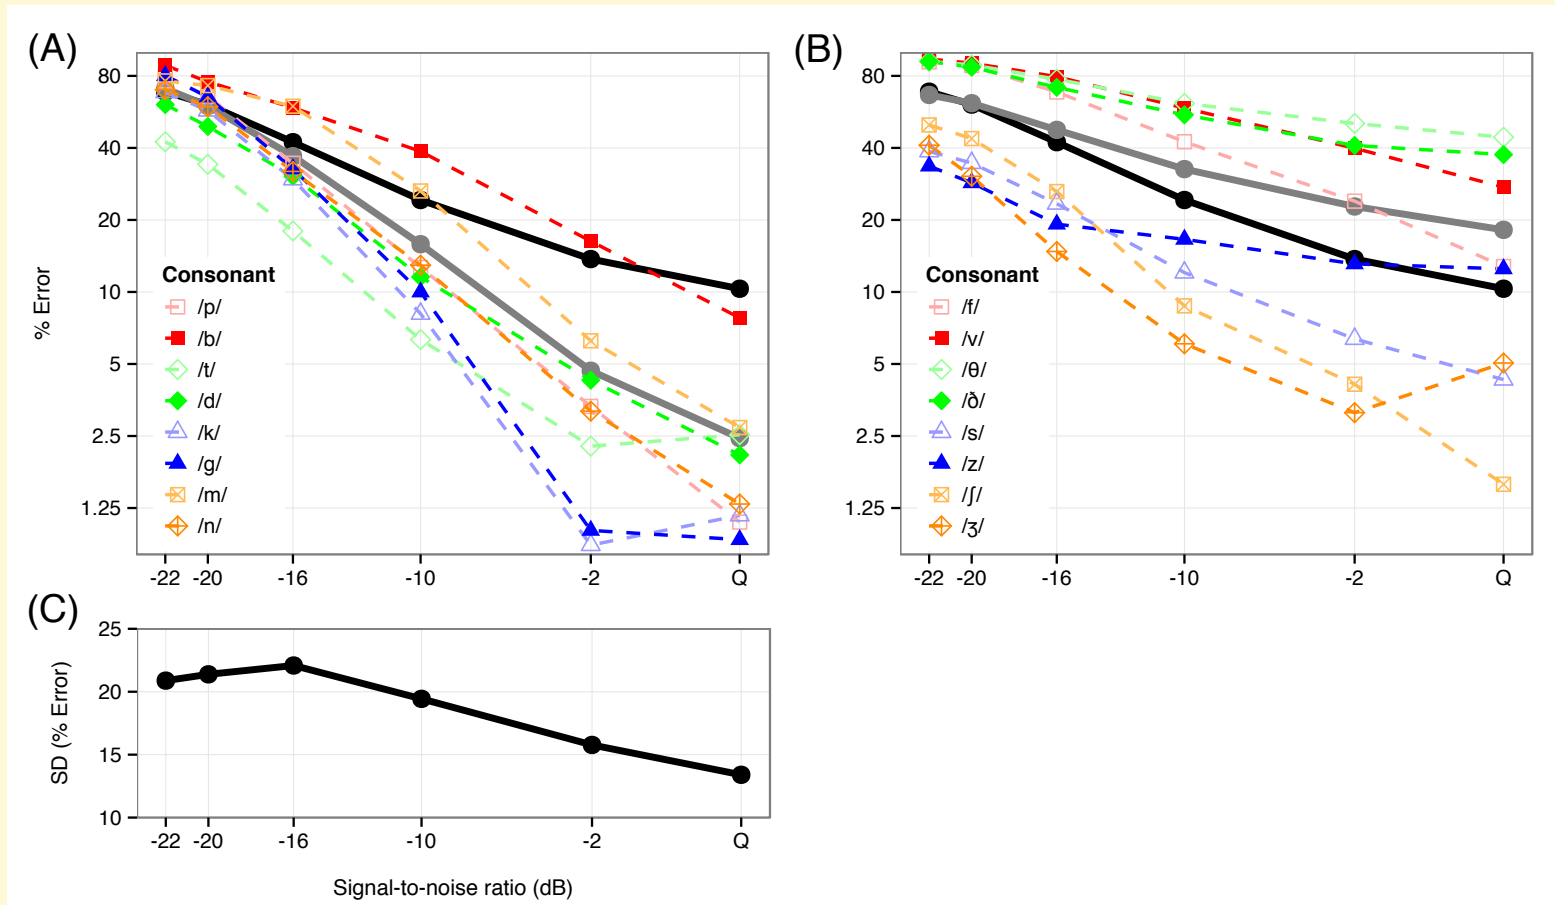 (A)
80
40
20
10
5
2.5
1.25
% Error
Consonant
/p/
/b/
/t/
/d/
/k/
/g/
/m/
/n/
-22
-20
-16
-10
-2
Q
(B)
80
40
20
10
5
2.5
1.25
Consonant
/f/
/v/
/θ/
/ð/
/s/
/z/
/ʃ/
/ʒ/
-22
-20
-16
-10
-2
Q
(C)
25
20
15
10
SD (% Error)
-22
-20
-16
-10
-2
Q
Signal-to-noise ratio (dB)